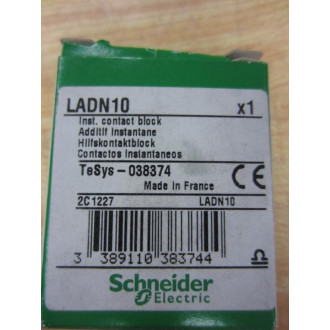 LADN10 x1
Inst. contact block
Additif Instantane
Hilfskontaktblock
Contactos Instantaneos
TeSys - 038374
Made in France CE
2C1227 LADN10
3 389110 383744
Schneider
Electric